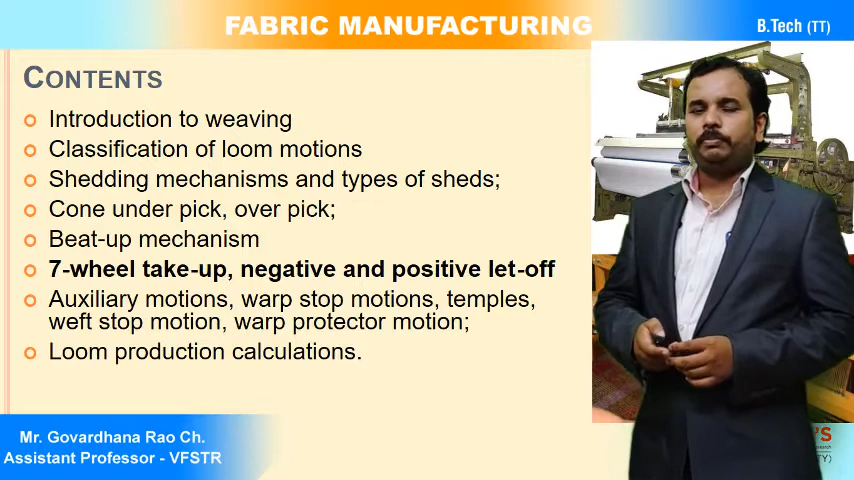 FABRIC MANUFACTURING
B.Tech (TT)
CONTENTS
Introduction to weaving
Classification of loom motions
Shedding mechanisms and types of sheds;
Cone under pick, over pick;
Beat-up mechanism
7-wheel take-up, negative and positive let-off
Auxiliary motions, warp stop motions, temples,
weft stop motion, warp protector motion;
Loom production calculations.
Mr. Govardhana Rao Ch.
Assistant Professor - VFSTR
'S
TY)